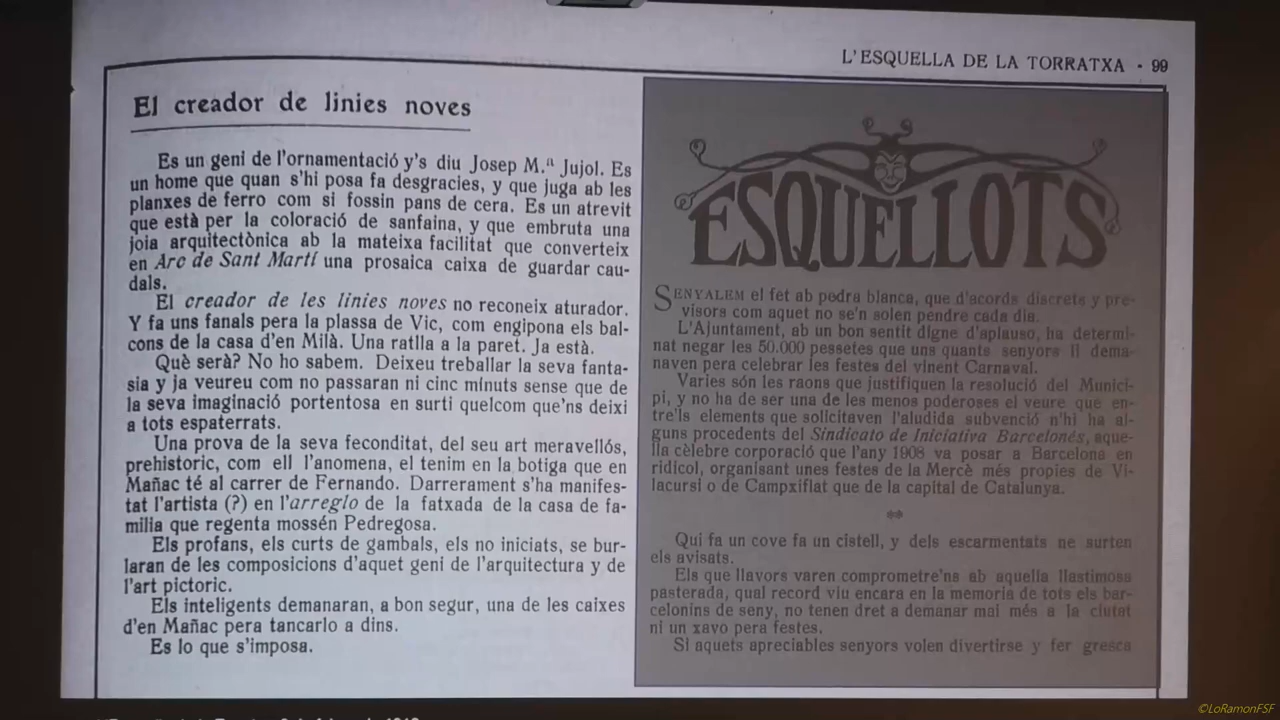 L'ESQUELLA DE LA TORRATXA · 99
El creador de linies noves
Es un geni de l'ornamentació y's diu Josep M.ª Jujol. Es
un home que quan s'hi posa fa desgracies, y que juga ab les
planxes de ferro com si fossin pans de cera. Es un atrevit
que està per la coloració de sanfaina, y que embruta una
joia arquitectònica ab la mateixa facilitat que converteix
en Arc de Sant Martí una prosaica caixa de guardar cau-
dals.
El creador de les linies noves no reconeix aturador.
Y fa uns fanals pera la plassa de Vic, com engipona els bal-
cons de la casa d'en Milà. Una ratlla a la paret. Ja està.
Què serà? No ho sabem. Deixeu treballar la seva fanta-
sia y ja veureu com no passaran ni cinc minuts sense que de
la seva imaginació portentosa en surti quelcom que'ns deixi
a tots espaterrats.
Una prova de la seva feconditat, del seu art meravellós,
prehistoric, com ell l'anomena, el tenim en la botiga que en
Mañac té al carrer de Fernando. Darrerament s'ha manifes-
tat l'artista (?) en l'arreglo de la fatxada de la casa de fa-
milia que regenta mossén Pedregosa.
Els profans, els curts de gambals, els no iniciats, se bur-
laran de les composicions d'aquet geni de l'arquitectura y de
l'art pictoric.
Els inteligents demanaran, a bon segur, una de les caixes
d'en Mañac pera tancarlo a dins.
Es lo que s'imposa.
ESQUELLOTS
SENYALEM el fet ab pedra blanca, que d'acords discrets y pre-
visors com aquet no se'n solen pendre cada dia.
L'Ajuntament, ab un bon sentit digne d'aplauso, ha determi-
nat negar les 50.000 pessetes que uns quants senyors li dema-
naven pera celebrar les festes del vinent Carnaval.
Varies són les raons que justifiquen la resolució del Munici-
pi, y no ha de ser una de les menos poderoses el veure que en-
tre'ls elements que solicitaven l'aludida subvenció n'hi ha al-
guns procedents del Sindicato de Iniciativa Barcelonés, aque-
lla cèlebre corporació que l'any 1908 va posar a Barcelona en
ridicol, organisant unes festes de la Mercè més propies de Vi-
lacursi o de Campxiflat que de la capital de Catalunya.
**
Qui fa un cove fa un cistell, y dels escarmentats ne surten
els avisats.
Els que llavors varen comprometre'ns ab aquella llastimosa
pasterada, qual record viu encara en la memoria de tots els bar-
celonins de seny, no tenen dret a demanar mai més a la ciutat
ni un xavo pera festes.
Si aquets apreciables senyors volen divertirse y fer gresca
©LoRamonFSF